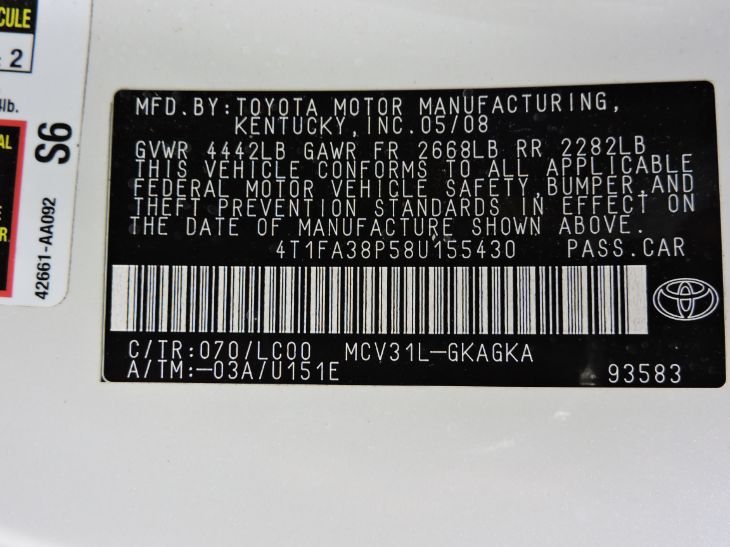 CULE
: 2
4lb.
AL
E
ER.
S6
42661-AA092
MFD. BY: TOYOTA MOTOR MANUFACTURING,
KENTUCKY, INC. 05/08
GVWR 4442LB GAWR FR 2668LB RR 2282LB
THIS VEHICLE CONFORMS TO ALL APPLICABLE
FEDERAL MOTOR VEHICLE SAFETY, BUMPER, AND
THEFT PREVENTION STANDARDS IN EFFECT ON
THE DATE OF MANUFACTURE SHOWN ABOVE.
4T1FA38P58U155430 PASS. CAR
C/TR: 070/LC00 MCV31L-GKAGKA
A/TM:-03A/U151E 93583